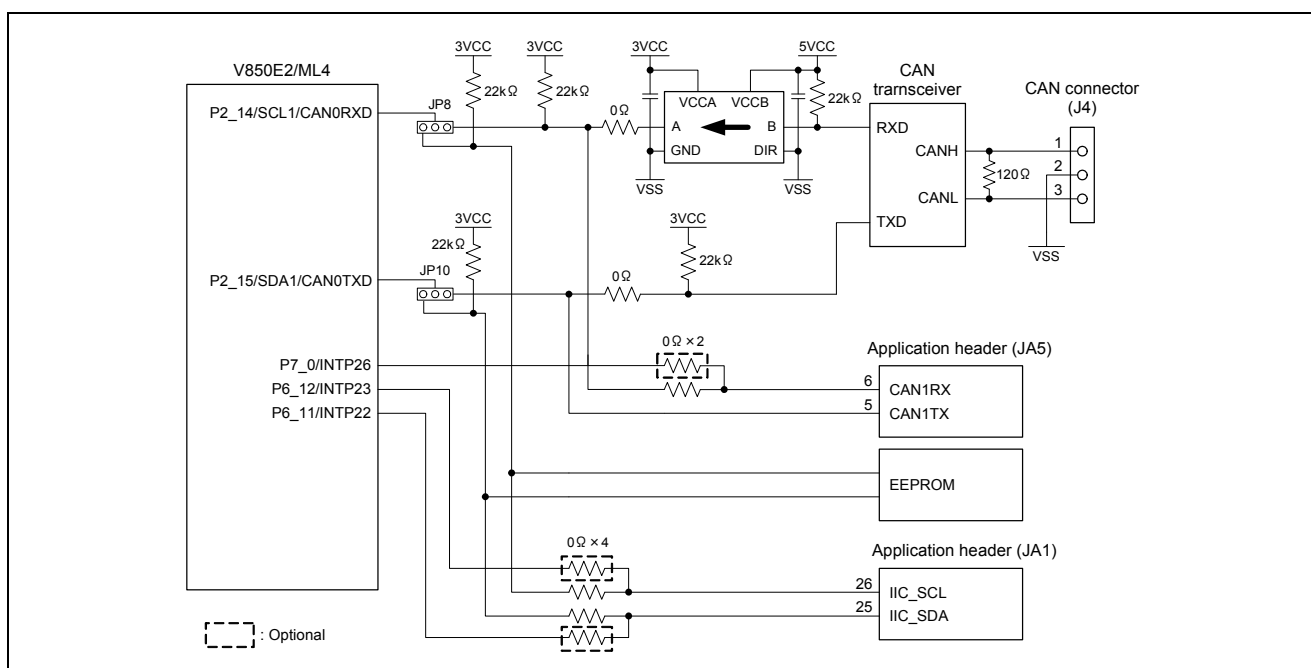 V850E2/ML4
P2_14/SCL1/CAN0RXD
JP8
3VCC
22kΩ
3VCC
22kΩ
0Ω
3VCC
5VCC
VCCA
VCCB
A
B
GND
DIR
VSS
VSS
22kΩ
CAN
trarnsceiver
RXD
CANH
CANL
TXD
CAN connector
(J4)
1
2
3
120Ω
VSS
P2_15/SDA1/CAN0TXD
JP10
3VCC
22kΩ
0Ω
3VCC
22kΩ
P7_0/INTP26
P6_12/INTP23
P6_11/INTP22
0Ω×2
Application header (JA5)
6
CAN1RX
5
CAN1TX
EEPROM
0Ω×4
Application header (JA1)
26
IIC_SCL
25
IIC_SDA
: Optional